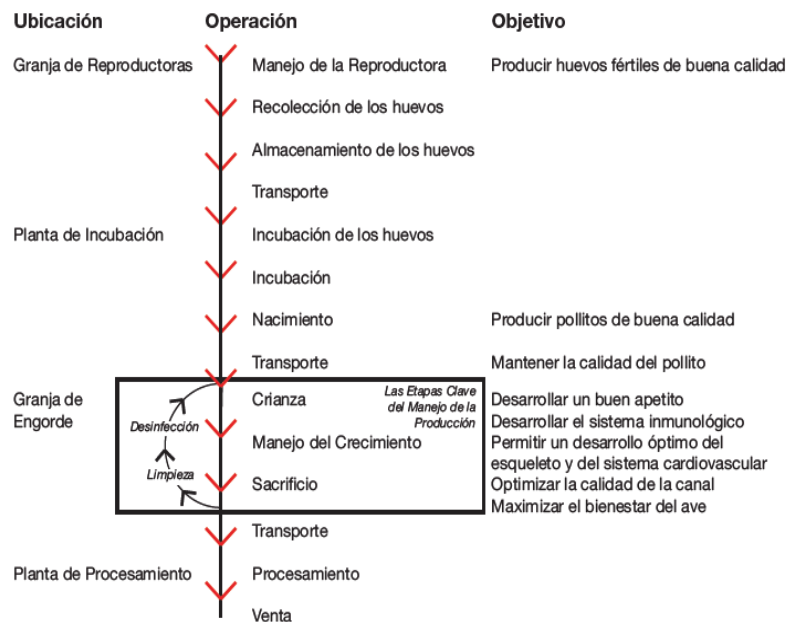 Ubicación Operación Objetivo
Granja de Reproductoras Manejo de la Reproductora Producir huevos fértiles de buena calidad
Recolección de los huevos
Almacenamiento de los huevos
Transporte
Planta de Incubación Incubación de los huevos
Incubación
Nacimiento Producir pollitos de buena calidad
Transporte Mantener la calidad del pollito
Granja de
Engorde
Desinfección
Limpieza
Crianza
Las Etapas Clave
del Manejo de la
Producción
Manejo del Crecimiento
Sacrificio
Desarrollar un buen apetito
Desarrollar el sistema inmunológico
Permitir un desarrollo óptimo del
esqueleto y del sistema cardiovascular
Optimizar la calidad de la canal
Maximizar el bienestar del ave
Transporte
Planta de Procesamiento Procesamiento
Venta